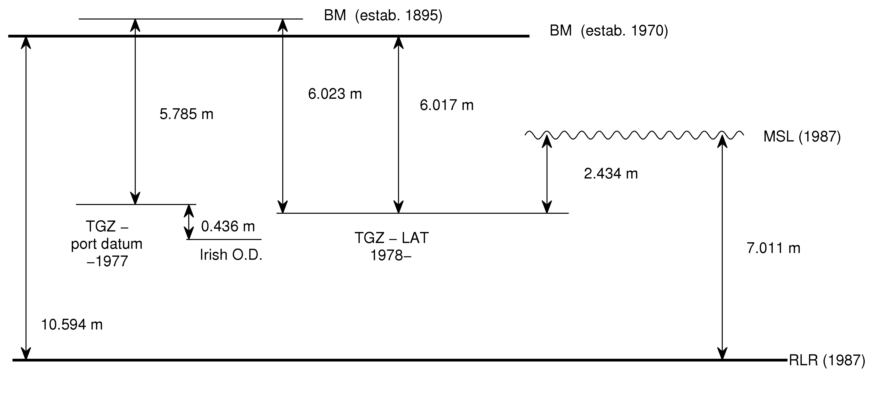 BM (estab. 1895)
BM (estab. 1970)
6.023 m
6.017 m
5.785 m
MSL (1987)
2.434 m
TGZ –
port datum
–1977
0.436 m
Irish O.D.
TGZ – LAT
1978–
7.011 m
10.594 m
RLR (1987)